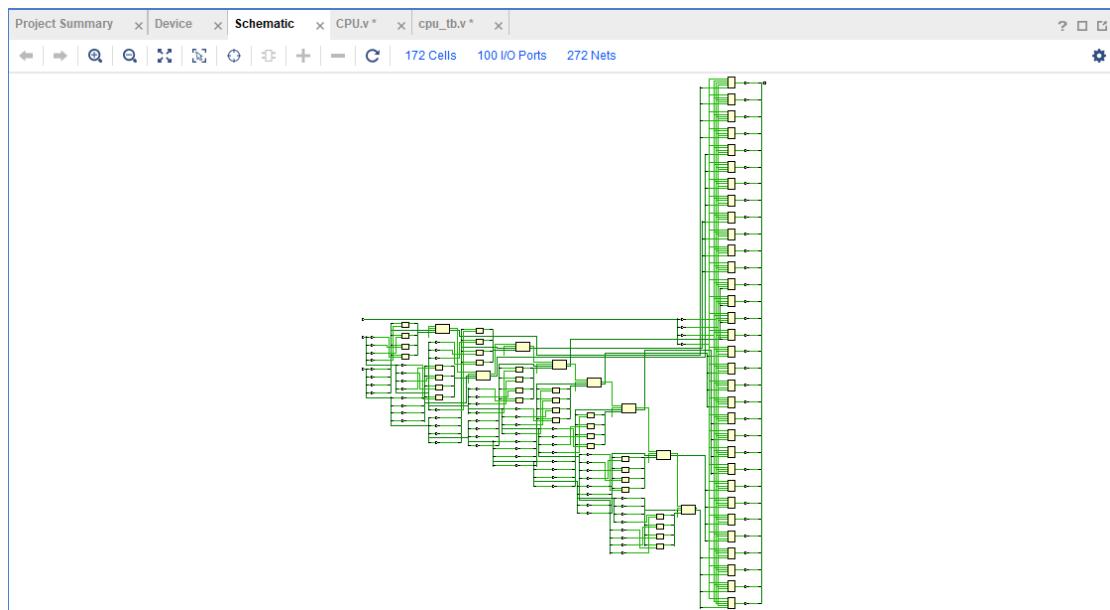 Project Summary × Device × Schematic × CPU.v * × cpu_tb.v * × ?
172 Cells 100 I/O Ports 272 Nets